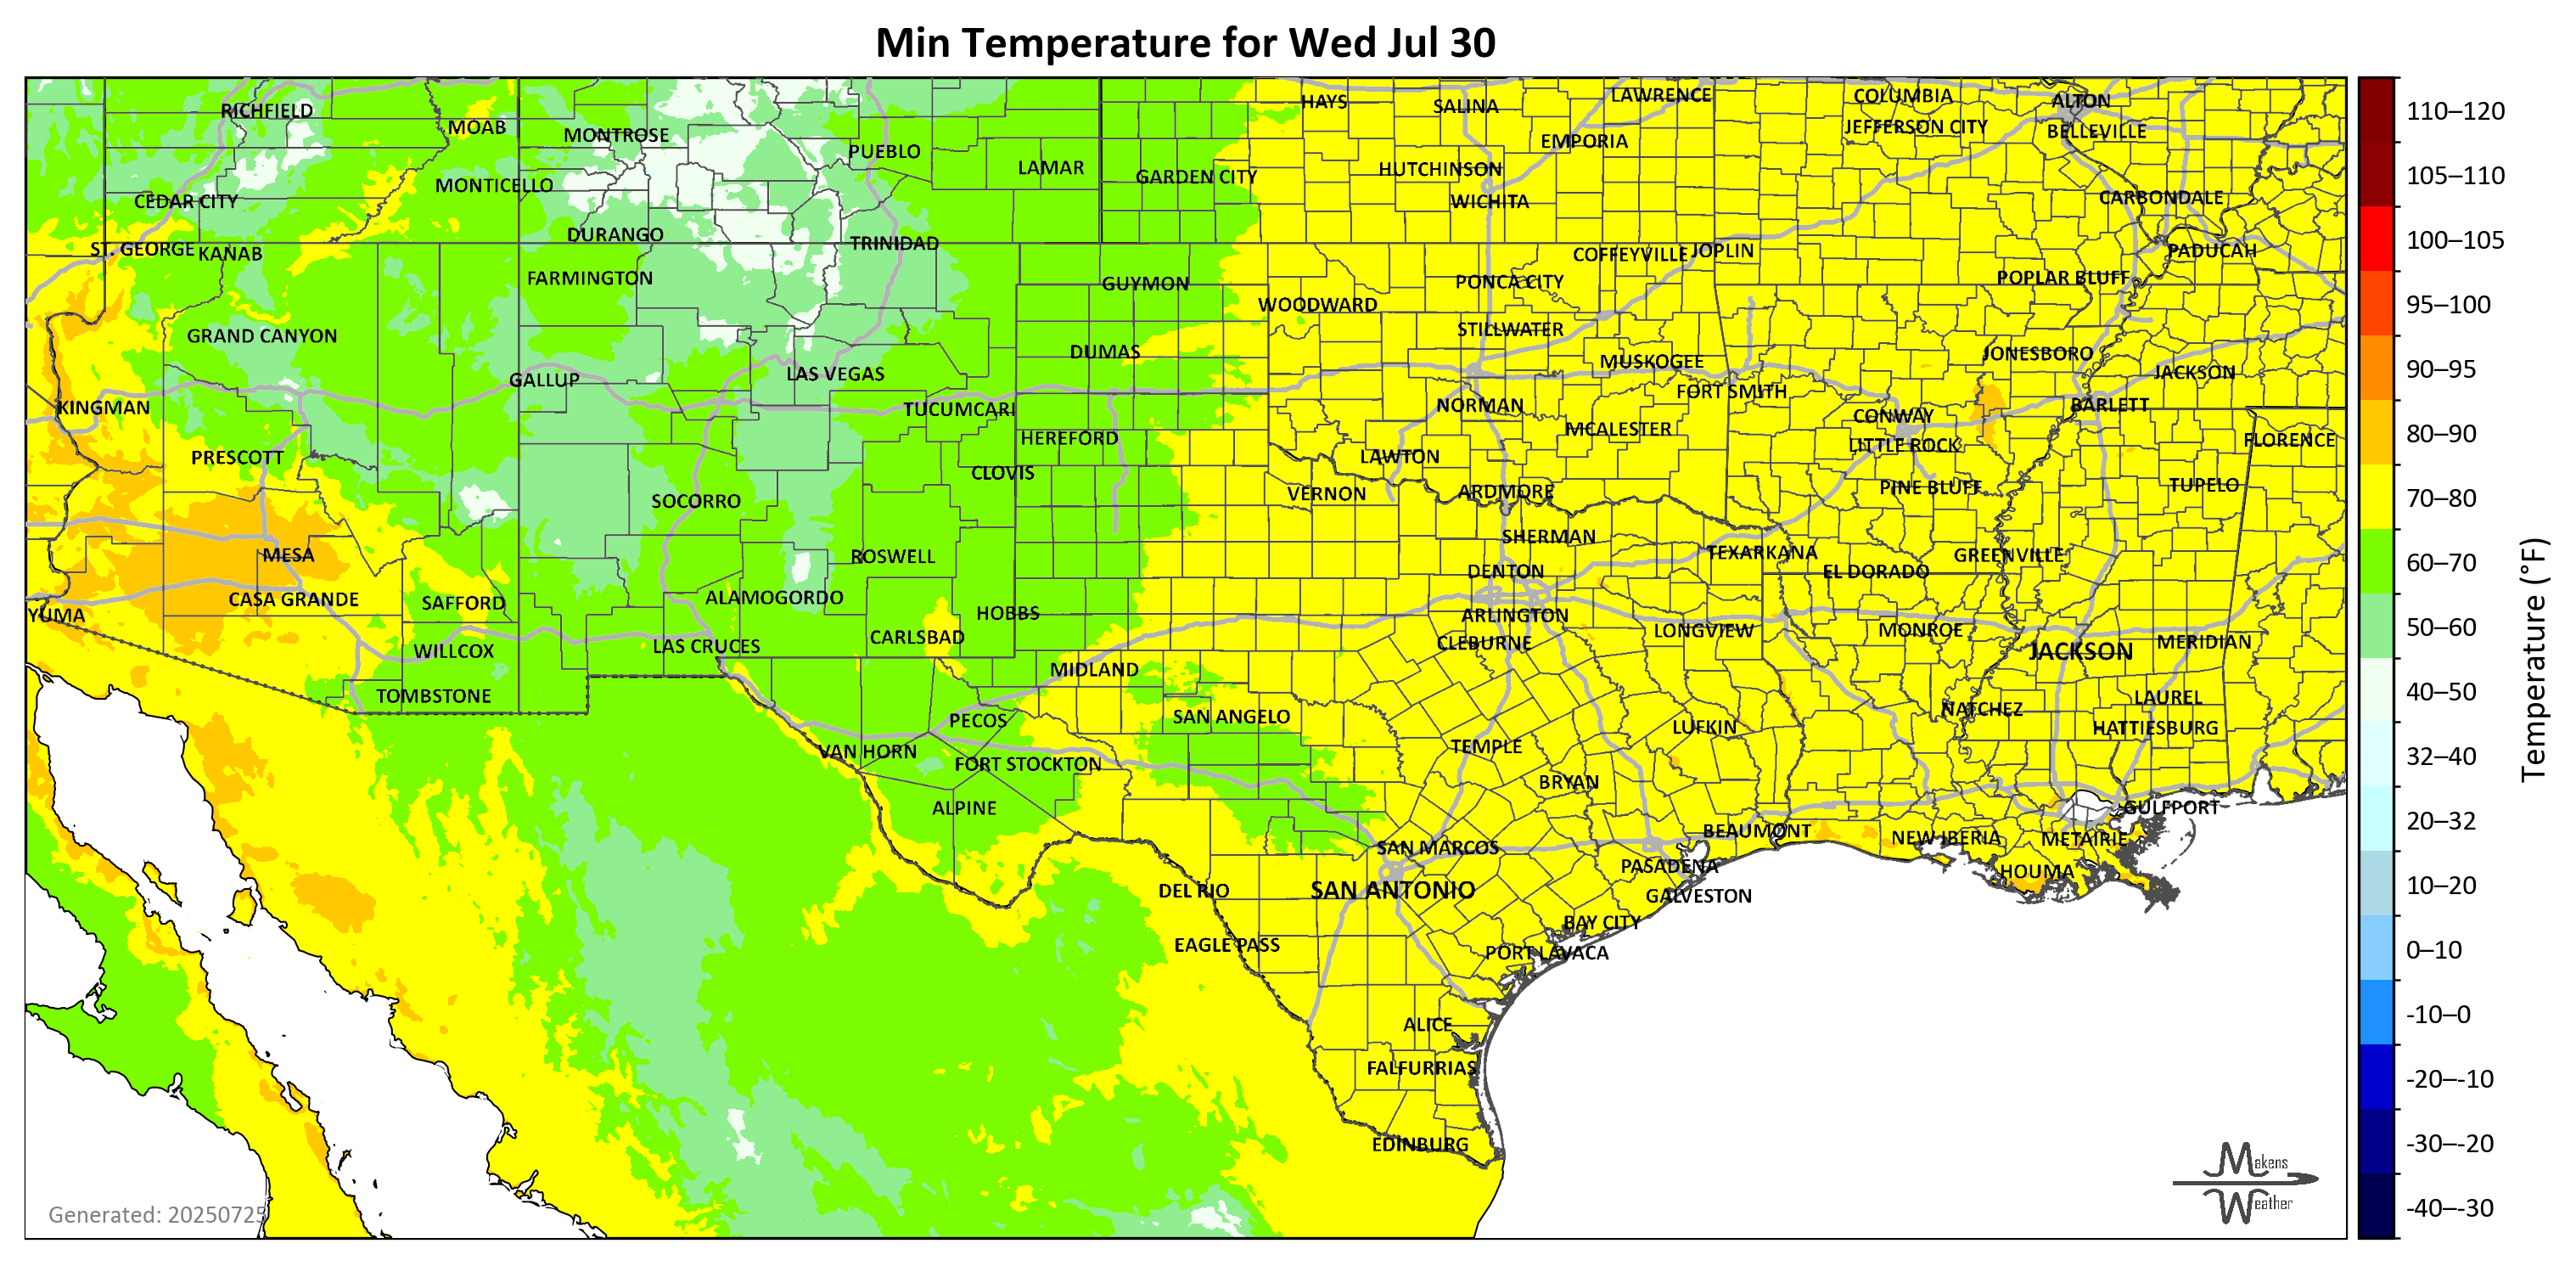 Min Temperature for Wed Jul 30
RICHFIELD
MOAB
MONTROSE
PUEBLO
LAMAR
GARDEN CITY
HAYS
SALINA
LAWRENCE
EMPORIA
HUTCHINSON
WICHITA
COLUMBIA
JEFFERSON CITY
ALTON
BELLEVILLE
CARBONDALE
MONTICELLO
CEDAR CITY
ST. GEORGE
KANAB
DURANGO
TRINIDAD
FARMINGTON
GUYMON
WOODWARD
PONCA CITY
COFFEYVILLE
JOPLIN
POPLAR BLUFF
PADUCAH
GRAND CANYON
DUMAS
STILLWATER
MUSKOGEE
FORT SMITH
JONESBORO
JACKSON
GALLUP
LAS VEGAS
KINGMAN
TUCUMCARI
NORMAN
CONWAY
BARLETT
PRESCOTT
HEREFORD
CLOVIS
LAWTON
MCALESTER
LITTLE ROCK
FLORENCE
SOCORRO
VERNON
ARDMORE
PINE BLUFF
TUPELO
MESA
ROSWELL
SHERMAN
TEXARKANA
GREENVILLE
CASA GRANDE
SAFFORD
ALAMOGORDO
HOBBS
DENTON
EL DORADO
YUMA
WILLCOX
LAS CRUCES
CARLSBAD
ARLINGTON
CLEBURNE
LONGVIEW
MONROE
JACKSON
MERIDIAN
TOMBSTONE
MIDLAND
PECOS
SAN ANGELO
LUFKIN
NATCHEZ
LAUREL
HATTIESBURG
VAN HORN
FORT STOCKTON
TEMPLE
BRYAN
ALPINE
SAN MARCOS
BEAUMONT
NEW IBERIA
METAIRIE
GULFPORT
DEL RIO
SAN ANTONIO
PASADENA
GALVESTON
HOUMA
EAGLE PASS
BAY CITY
PORT LAVACA
ALICE
FALFURRIAS
EDINBURG
Generated: 20250725
Makens
Weather
110–120
105–110
100–105
95–100
90–95
80–90
70–80
60–70
50–60
40–50
32–40
20–32
10–20
0–10
-10–0
-20–-10
-30–-20
-40–-30
Temperature (°F)